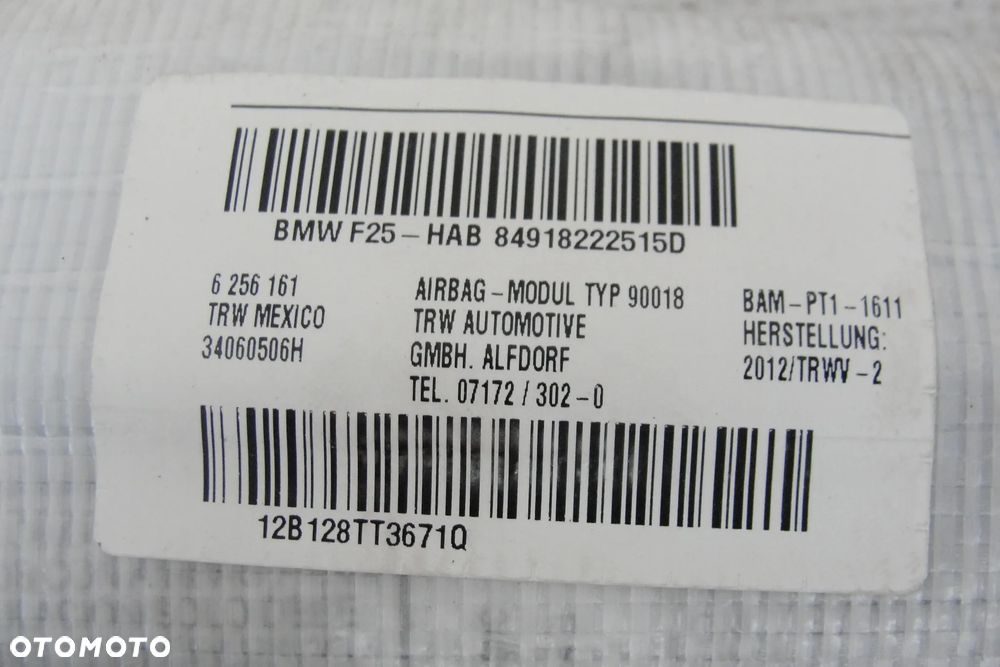 BMW F25-HAB 84918222515D
6 256 161
TRW MEXICO
34060506H
AIRBAG-MODUL TYP 90018
TRW AUTOMOTIVE
GMBH. ALFDORF
TEL. 07172 / 302-0
BAM-PT1-1611
HERSTELLUNG:
2012/TRWV-2
12B128TT3671Q
OTOMOTO